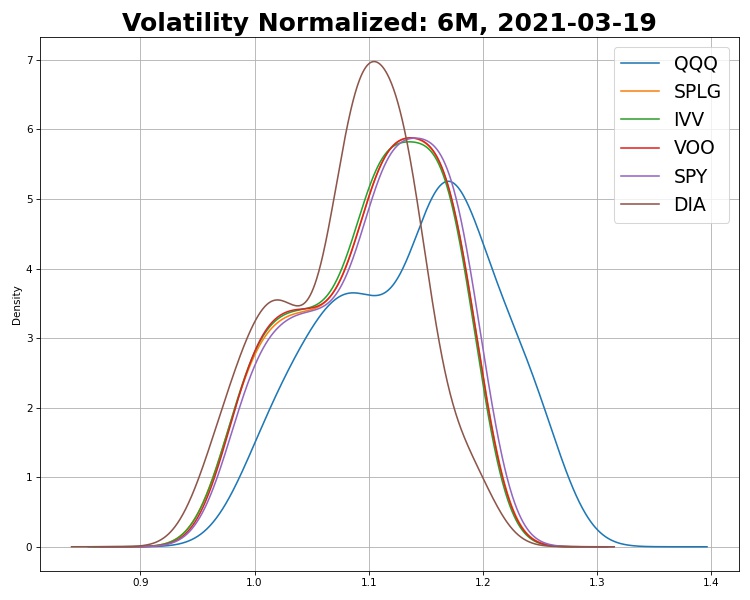 Volatility Normalized: 6M, 2021-03-19
QQQ
SPLG
IVV
VOO
SPY
DIA
Density
7
6
5
4
3
2
1
0
0.9 1.0 1.1 1.2 1.3 1.4